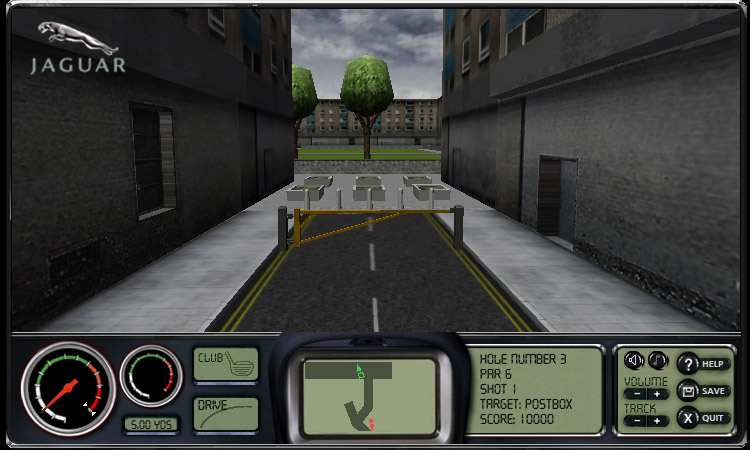 JAGUAR
HOLE NUMBER 3
PAR 6
SHOT 1
TARGET: POSTBOX
SCORE: 10000
CLUB
DRIVE
5.00 YDS
VOLUME
- +
TRACK
- +
? HELP
SAVE
X QUIT